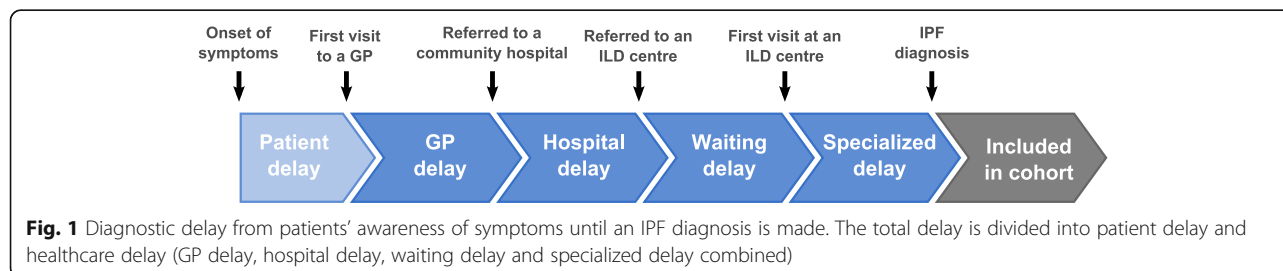 Onset of symptoms
First visit to a GP
Referred to a community hospital
Referred to an ILD centre
First visit at an ILD centre
IPF diagnosis
Patient delay
GP delay
Hospital delay
Waiting delay
Specialized delay
Included in cohort
Fig. 1 Diagnostic delay from patients’ awareness of symptoms until an IPF diagnosis is made. The total delay is divided into patient delay and
healthcare delay (GP delay, hospital delay, waiting delay and specialized delay combined)